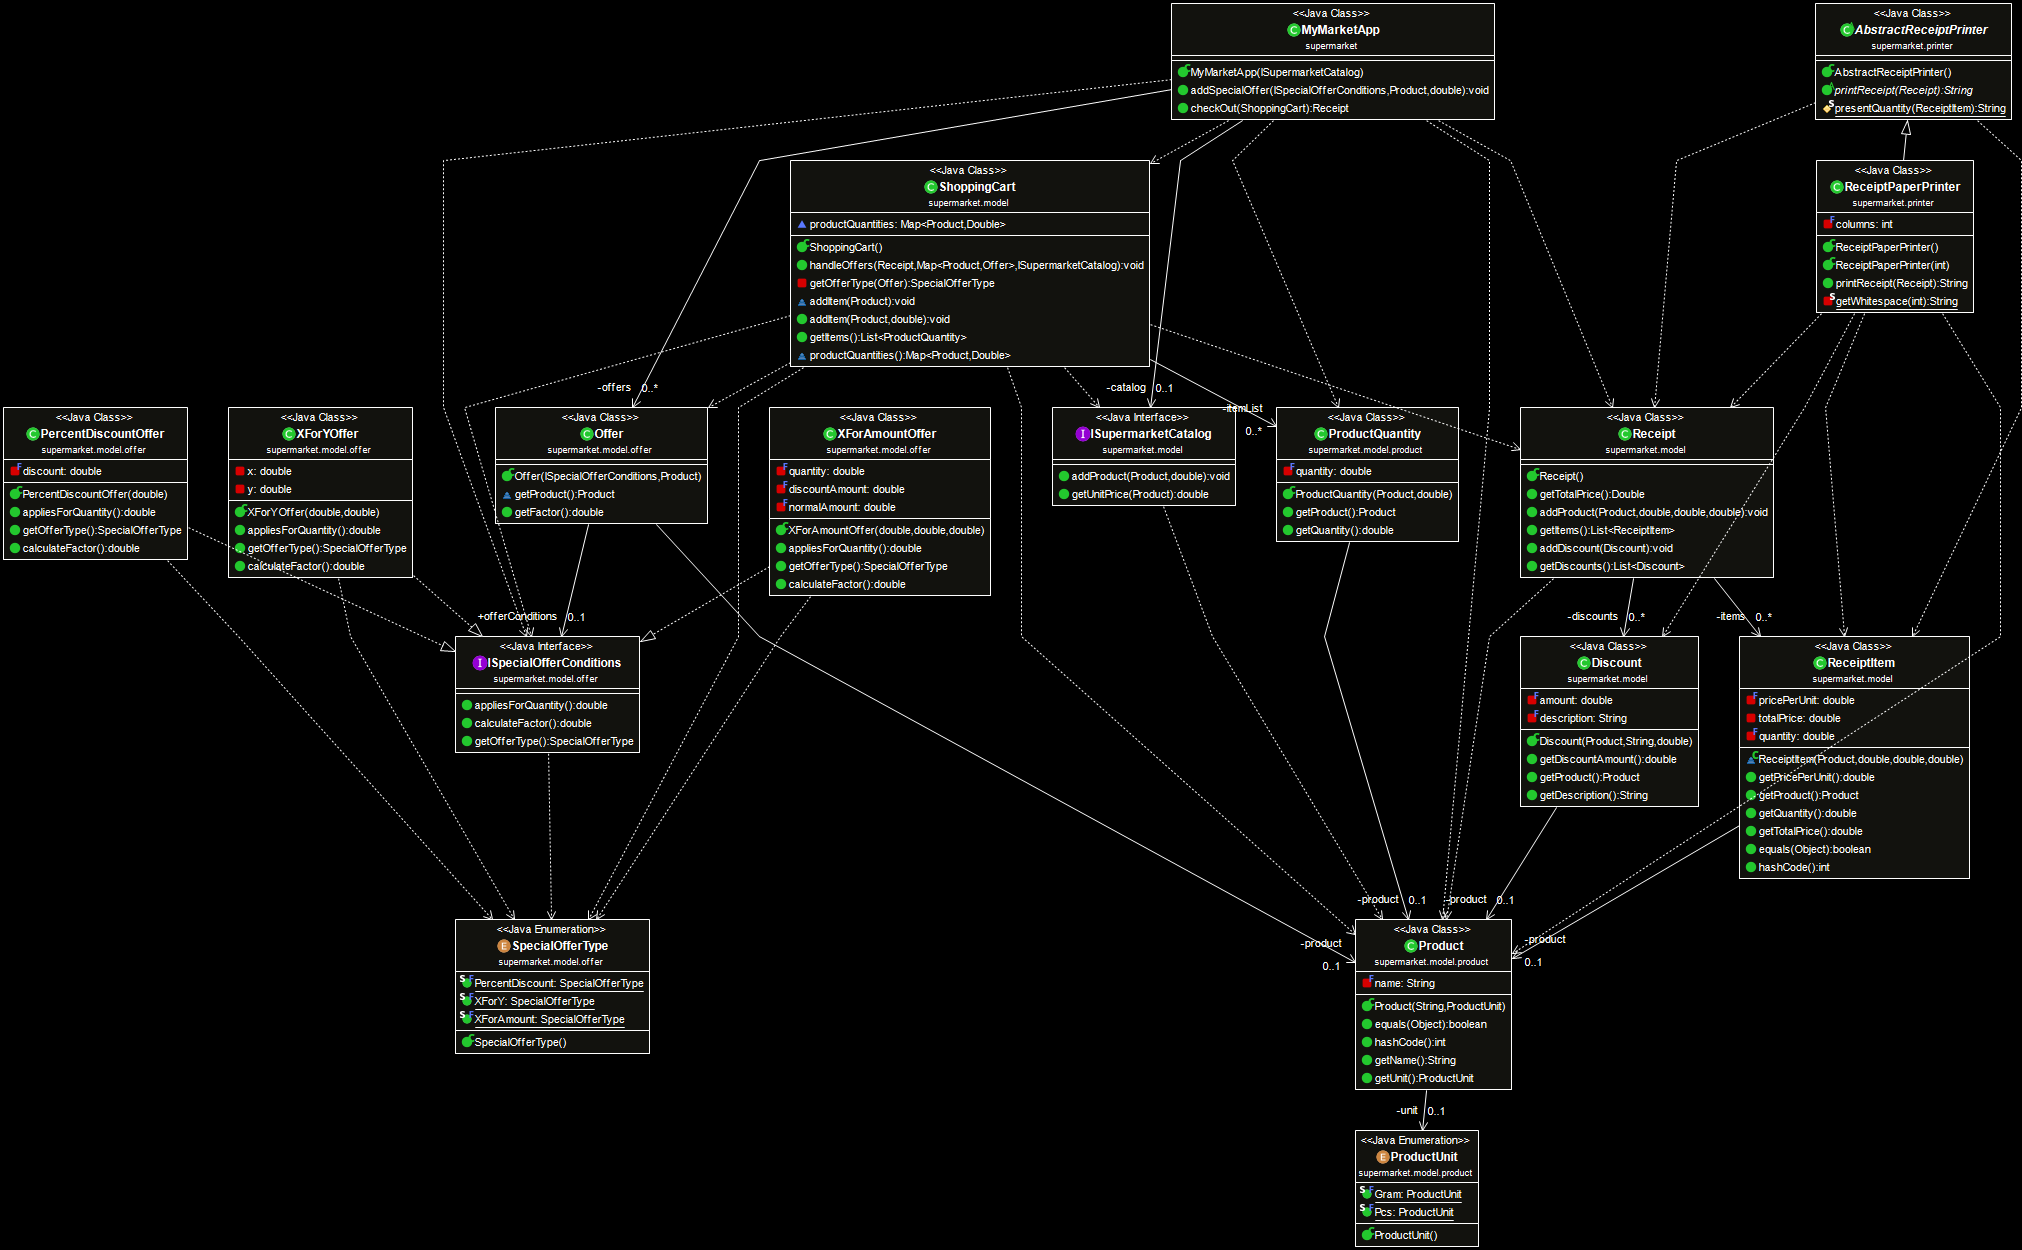 <<Java Class>>
MyMarketApp
supermarket
MyMarketApp(ISupermarketCatalog)
addSpecialOffer(ISpecialOfferConditions,Product,double):void
checkOut(ShoppingCart):Receipt
<<Java Class>>
AbstractReceiptPrinter
supermarket.printer
AbstractReceiptPrinter()
printReceipt(Receipt):String
presentQuantity(ReceiptItem):String
<<Java Class>>
ShoppingCart
supermarket.model
productQuantities: Map<Product,Double>
ShoppingCart()
handleOffers(Receipt,Map<Product,Offer>,ISupermarketCatalog):void
getOfferType(Offer):SpecialOfferType
addItem(Product):void
addItem(Product,double):void
getItems():List<ProductQuantity>
productQuantities():Map<Product,Double>
<<Java Class>>
ReceiptPaperPrinter
supermarket.printer
columns: int
ReceiptPaperPrinter()
ReceiptPaperPrinter(int)
printReceipt(Receipt):String
getWhitespace(int):String
-offers 0..*
-catalog 0..1
-itemList
0..*
<<Java Class>>
PercentDiscountOffer
supermarket.model.offer
discount: double
PercentDiscountOffer(double)
appliesForQuantity():double
getOfferType():SpecialOfferType
calculateFactor():double
<<Java Class>>
XForYOffer
supermarket.model.offer
x: double
y: double
XForYOffer(double,double)
appliesForQuantity():double
getOfferType():SpecialOfferType
calculateFactor():double
<<Java Class>>
Offer
supermarket.model.offer
Offer(ISpecialOfferConditions,Product)
getProduct():Product
getFactor():double
<<Java Class>>
XForAmountOffer
supermarket.model.offer
quantity: double
discountAmount: double
normalAmount: double
XForAmountOffer(double,double,double)
appliesForQuantity():double
getOfferType():SpecialOfferType
calculateFactor():double
<<Java Interface>>
ISupermarketCatalog
supermarket.model
addProduct(Product,double):void
getUnitPrice(Product):double
<<Java Class>>
ProductQuantity
supermarket.model.product
quantity: double
ProductQuantity(Product,double)
getProduct():Product
getQuantity():double
<<Java Class>>
Receipt
supermarket.model
Receipt()
getTotalPrice():Double
addProduct(Product,double,double,double):void
getItems():List<ReceiptItem>
addDiscount(Discount):void
getDiscounts():List<Discount>
+offerConditions 0..1
-discounts 0..*
-items 0..*
<<Java Interface>>
ISpecialOfferConditions
supermarket.model.offer
appliesForQuantity():double
calculateFactor():double
getOfferType():SpecialOfferType
<<Java Class>>
Discount
supermarket.model
amount: double
description: String
Discount(Product,String,double)
getDiscountAmount():double
getProduct():Product
getDescription():String
<<Java Class>>
ReceiptItem
supermarket.model
pricePerUnit: double
totalPrice: double
quantity: double
ReceiptItem(Product,double,double,double)
getPricePerUnit():double
getProduct():Product
getQuantity():double
getTotalPrice():double
equals(Object):boolean
hashCode():int
-product 0..1
-product 0..1
-product
0..1
-product
0..1
<<Java Enumeration>>
SpecialOfferType
supermarket.model.offer
PercentDiscount: SpecialOfferType
XForY: SpecialOfferType
XForAmount: SpecialOfferType
SpecialOfferType()
<<Java Class>>
Product
supermarket.model.product
name: String
Product(String,ProductUnit)
equals(Object):boolean
hashCode():int
getName():String
getUnit():ProductUnit
-unit 0..1
<<Java Enumeration>>
ProductUnit
supermarket.model.product
Gram: ProductUnit
Pcs: ProductUnit
ProductUnit()